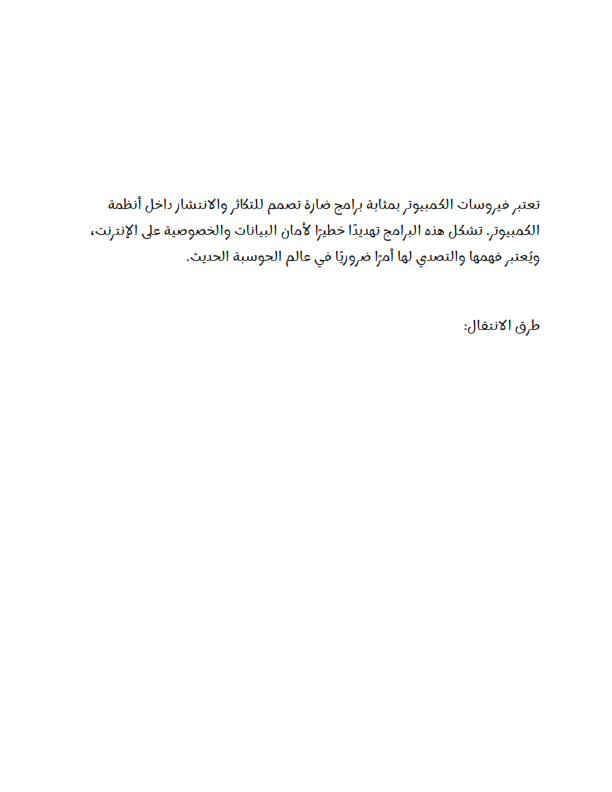 تعتبر فيروسات الكمبيوتر بمثابة برامج ضارة تصمم للتكاثر والانتشار داخل أنظمة
الكمبيوتر. تشكل هذه البرامج تهديدًا خطيرًا لأمان البيانات والخصوصية على الإنترنت،
ويُعتبر فهمها والتصدي لها أمرًا ضروريًا في عالم الحوسبة الحديث.
طرق الانتقال: